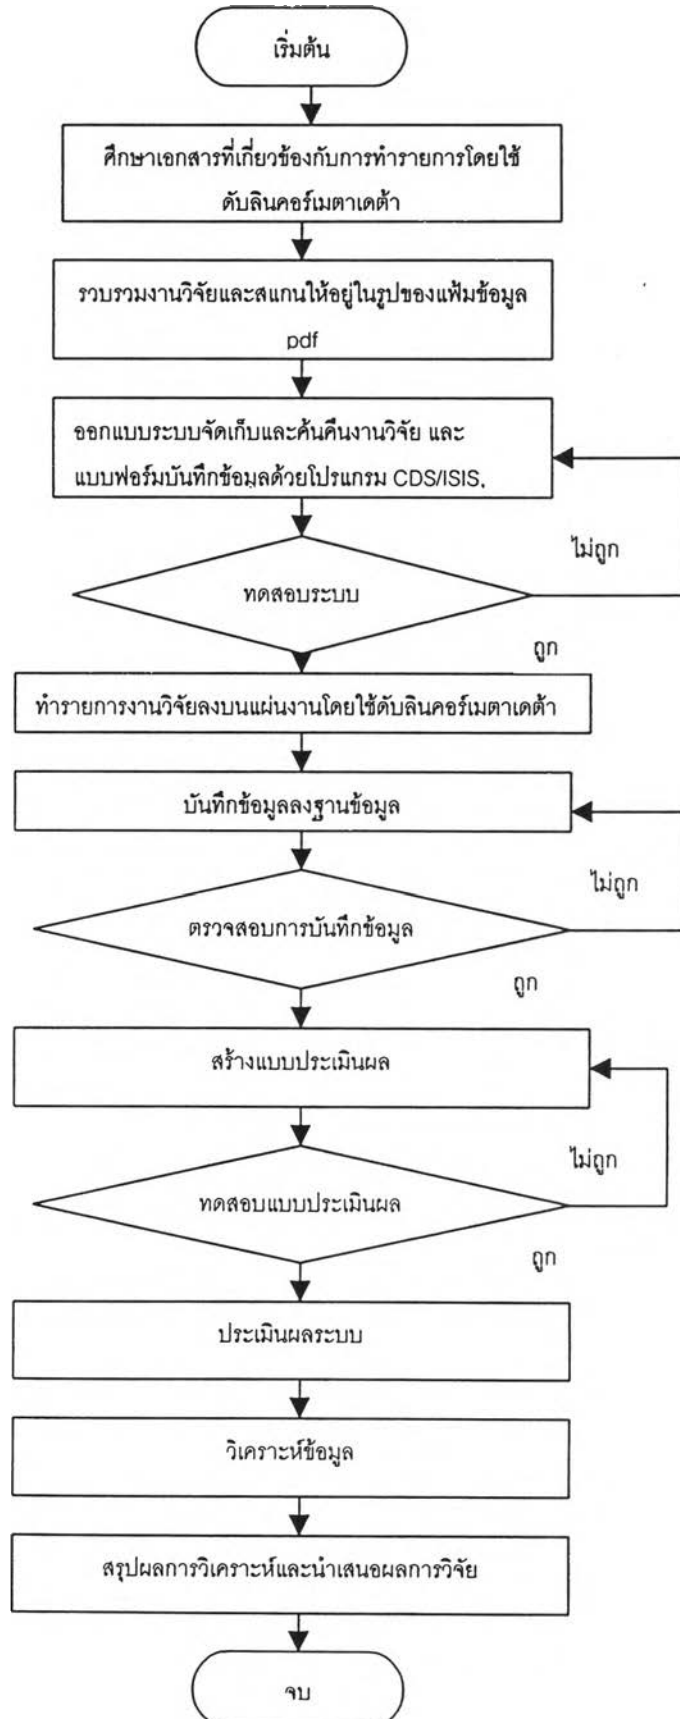 เริ่มต้น
ศึกษาเอกสารที่เกี่ยวข้องกับการทำรายการโดยใช้
ดับลินคอร์เมตาเดต้า
รวบรวมงานวิจัยและสแกนให้อยู่ในรูปของแฟ้มข้อมูล
pdf
ออกแบบระบบจัดเก็บและค้นคืนงานวิจัย และ
แบบฟอร์มบันทึกข้อมูลด้วยโปรแกรม CDS/ISIS,
ไม่ถูก
ทดสอบระบบ
ถูก
ทำรายการงานวิจัยลงบนแผ่นงานโดยใช้ดับลินคอร์เมตาเดต้า
บันทึกข้อมูลลงฐานข้อมูล
ไม่ถูก
ตรวจสอบการบันทึกข้อมูล
ถูก
สร้างแบบประเมินผล
ไม่ถูก
ทดสอบแบบประเมินผล
ถูก
ประเมินผลระบบ
วิเคราะห์ข้อมูล
สรุปผลการวิเคราะห์และนำเสนอผลการวิจัย
จบ